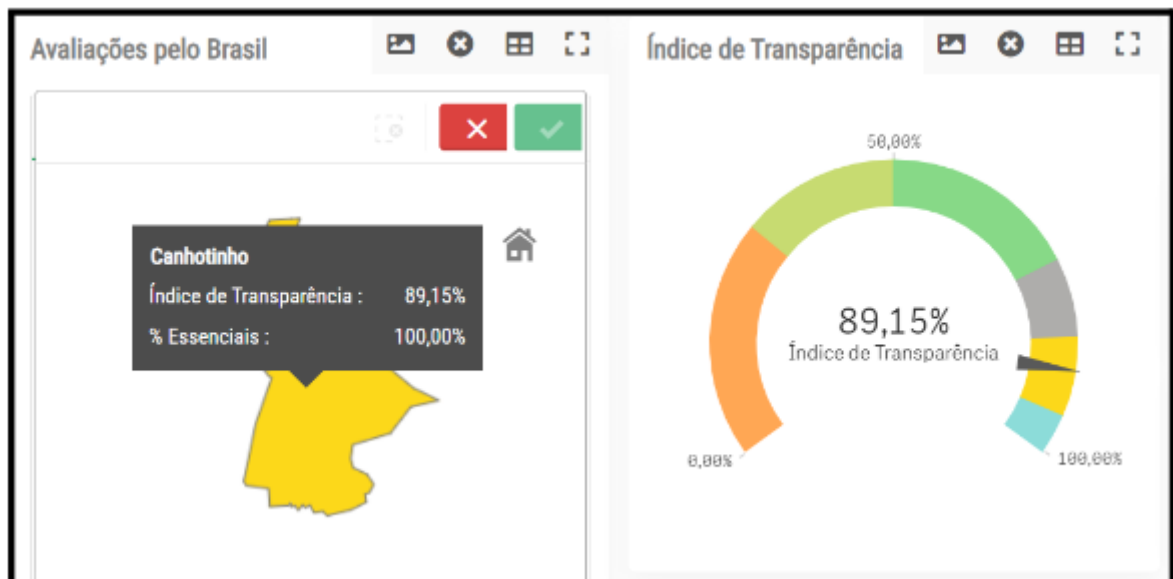 Avaliações pelo Brasil
Canhotinho
Índice de Transparência : 89,15%
% Essenciais : 100,00%
Índice de Transparência
50,00%
89,15%
Índice de Transparência
0,00%
100,00%